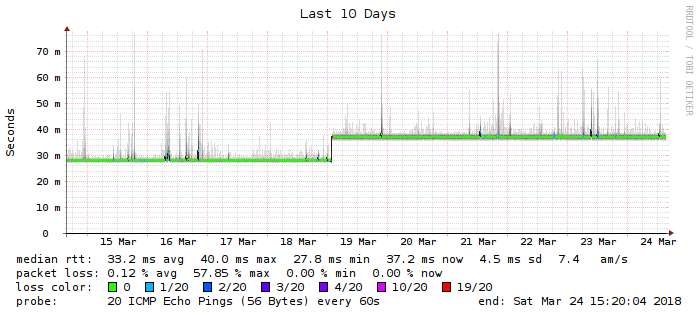 Last 10 Days
RRDTOOL / TOBI OETIKER
Seconds
70 m
60 m
50 m
40 m
30 m
20 m
10 m
0
15 Mar 16 Mar 17 Mar 18 Mar 19 Mar 20 Mar 21 Mar 22 Mar 23 Mar 24 Mar
median rtt: 33.2 ms avg 40.0 ms max 27.8 ms min 37.2 ms now 4.5 ms sd 7.4 am/s
packet loss: 0.12 % avg 57.85 % max 0.00 % min 0.00 % now
loss color: 0 1/20 2/20 3/20 4/20 10/20 19/20
probe: 20 ICMP Echo Pings (56 Bytes) every 60s end: Sat Mar 24 15:20:04 2018